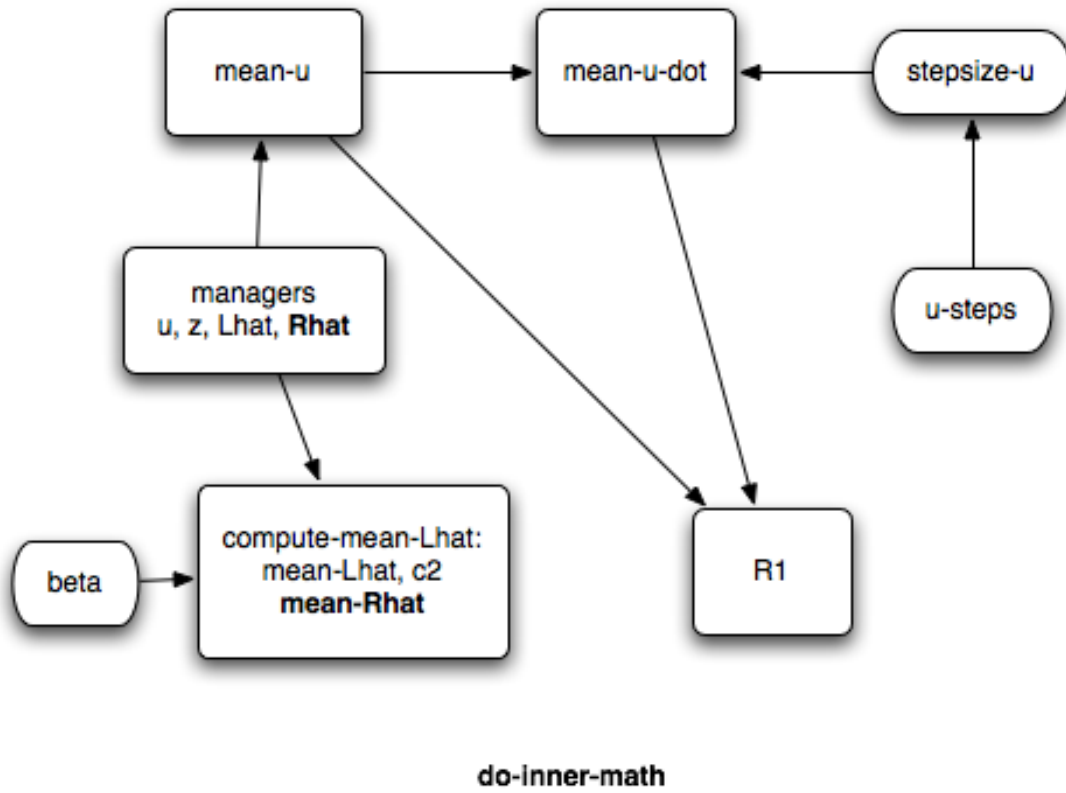 mean-u
mean-u-dot
stepsize-u
managers
u, z, Lhat, Rhat
u-steps
compute-mean-Lhat:
mean-Lhat, c2
mean-Rhat
beta
R1
do-inner-math